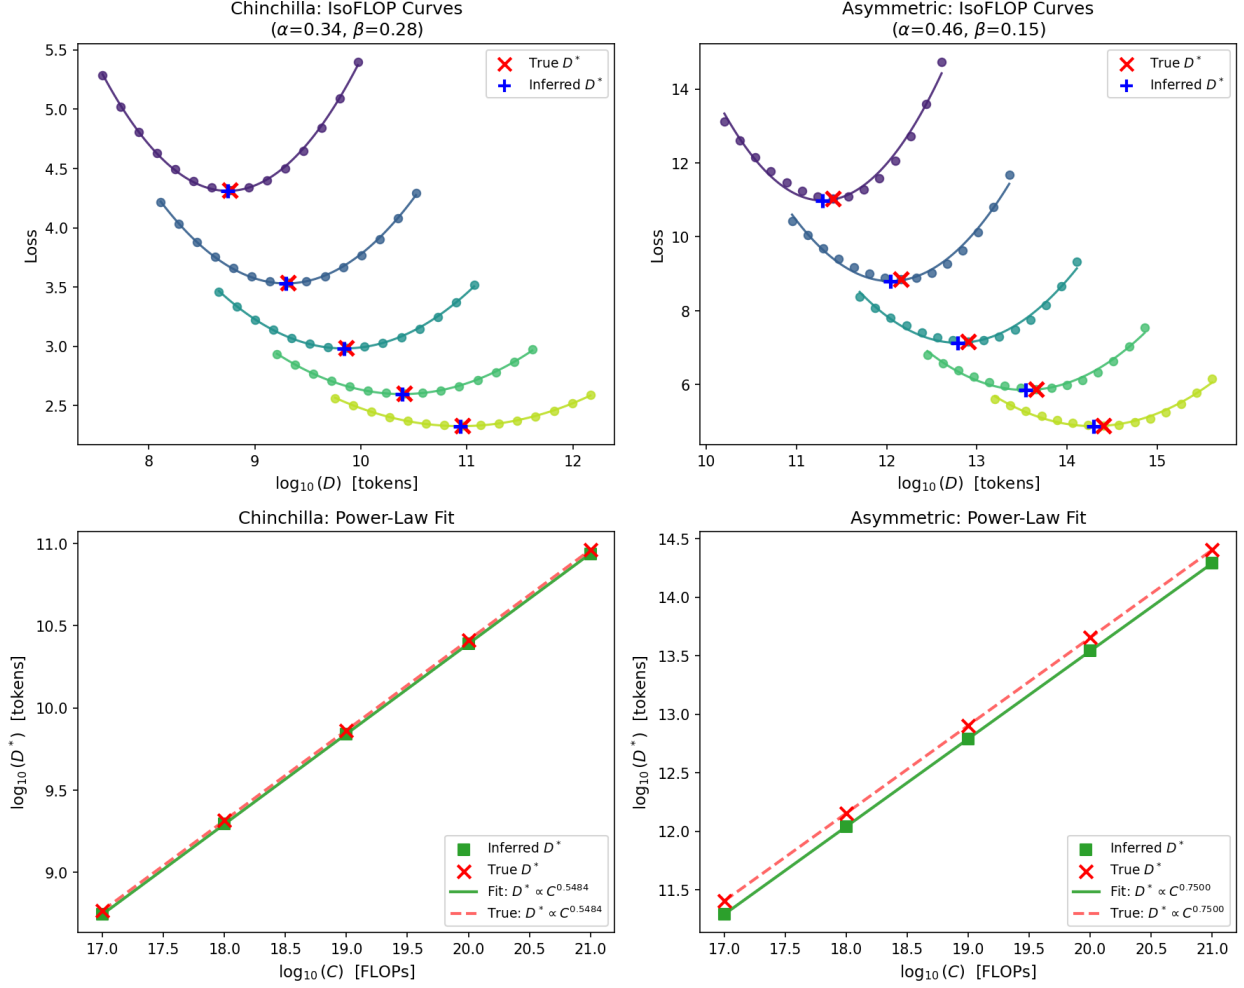 Chinchilla: IsoFLOP Curves
(α=0.34, β=0.28)
5.5
5.0
4.5
4.0
3.5
3.0
2.5
Loss
True D*
Inferred D*
8
9
10
11
12
log₁₀(D) [tokens]
Asymmetric: IsoFLOP Curves
(α=0.46, β=0.15)
14
12
10
8
6
Loss
True D*
Inferred D*
10
11
12
13
14
15
log₁₀(D) [tokens]
Chinchilla: Power-Law Fit
11.0
10.5
10.0
9.5
9.0
log₁₀(D*) [tokens]
Inferred D*
True D*
Fit: D* ∝ C^0.5484
True: D* ∝ C^0.5484
17.0
17.5
18.0
18.5
19.0
19.5
20.0
20.5
21.0
log₁₀(C) [FLOPs]
Asymmetric: Power-Law Fit
14.5
14.0
13.5
13.0
12.5
12.0
11.5
log₁₀(D*) [tokens]
Inferred D*
True D*
Fit: D* ∝ C^0.7500
True: D* ∝ C^0.7500
17.0
17.5
18.0
18.5
19.0
19.5
20.0
20.5
21.0
log₁₀(C) [FLOPs]